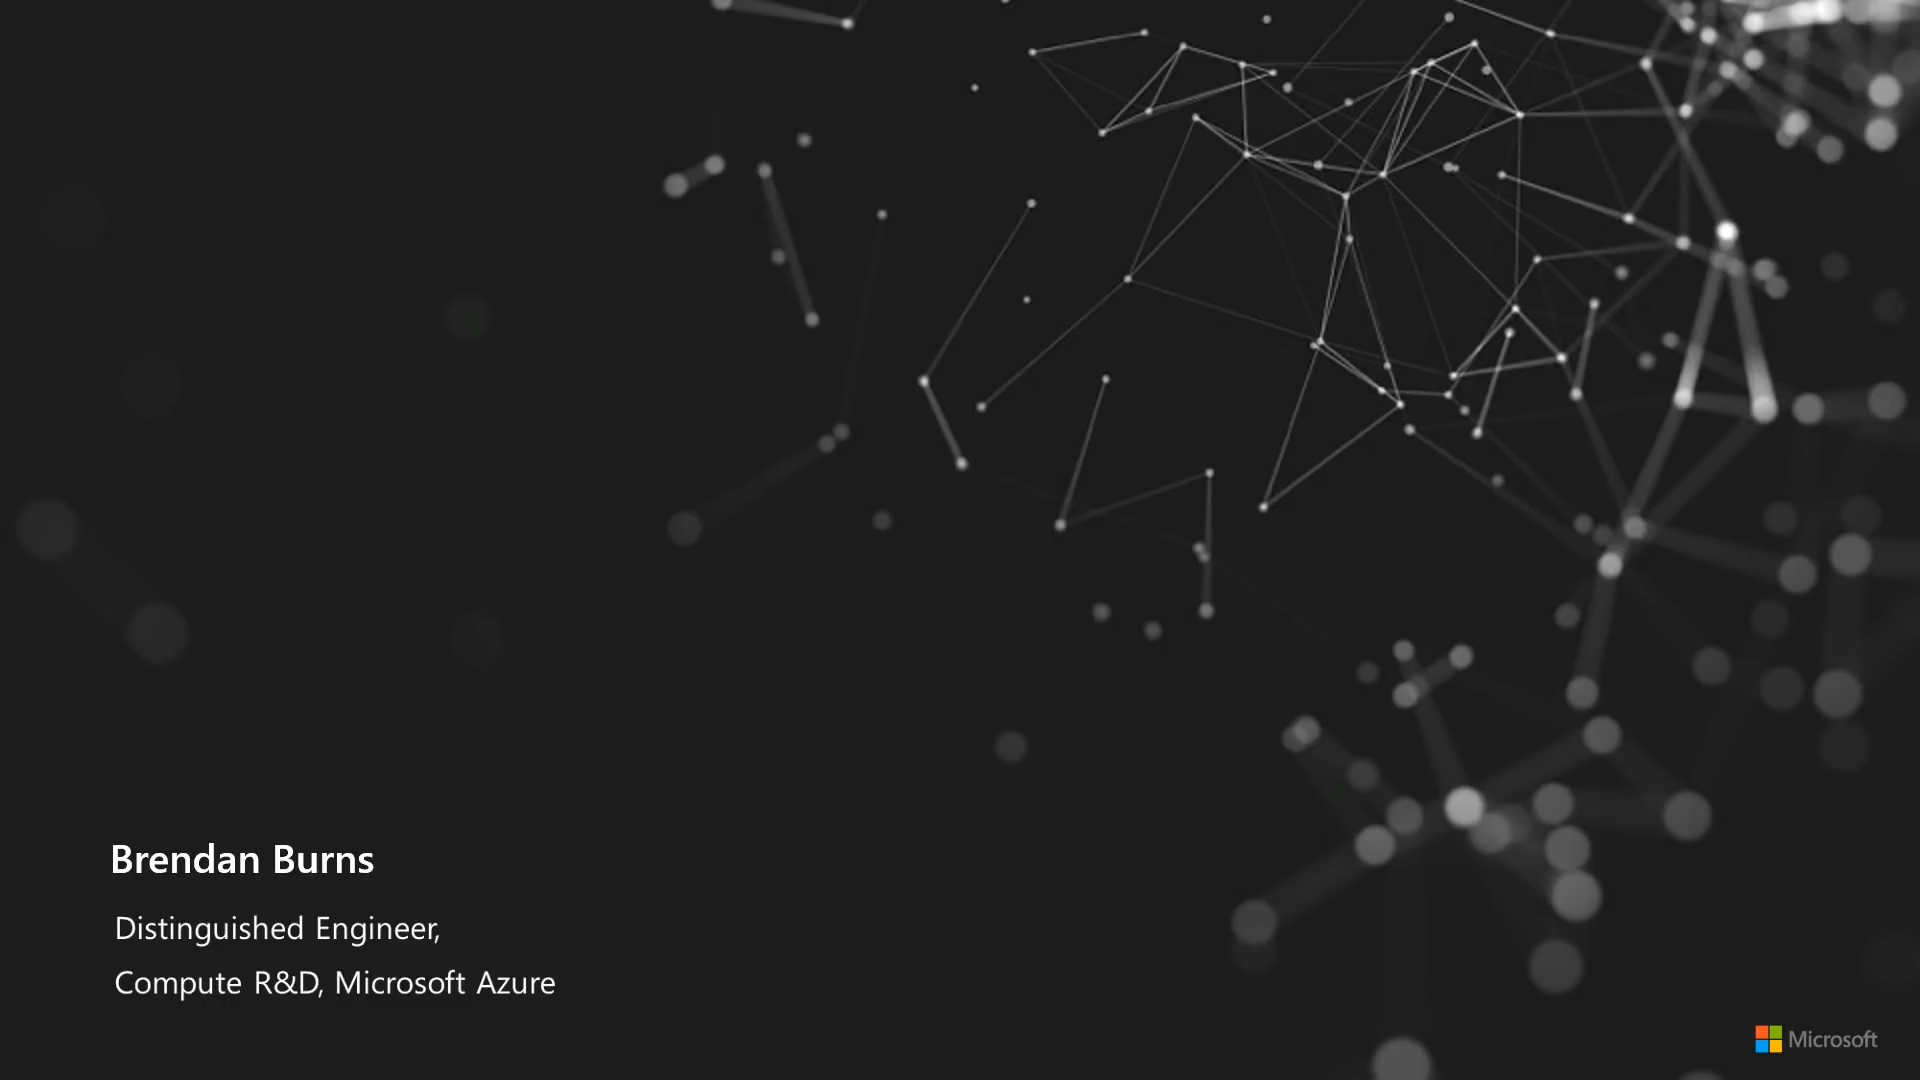 Brendan Burns
Distinguished Engineer,
Compute R&D, Microsoft Azure
Microsoft